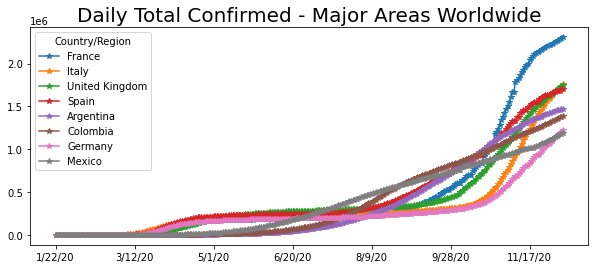 Daily Total Confirmed - Major Areas Worldwide
1e6
Country/Region
France
Italy
United Kingdom
Spain
Argentina
Colombia
Germany
Mexico
2.0
1.5
1.0
0.5
0.0
1/22/20 3/12/20 5/1/20 6/20/20 8/9/20 9/28/20 11/17/20